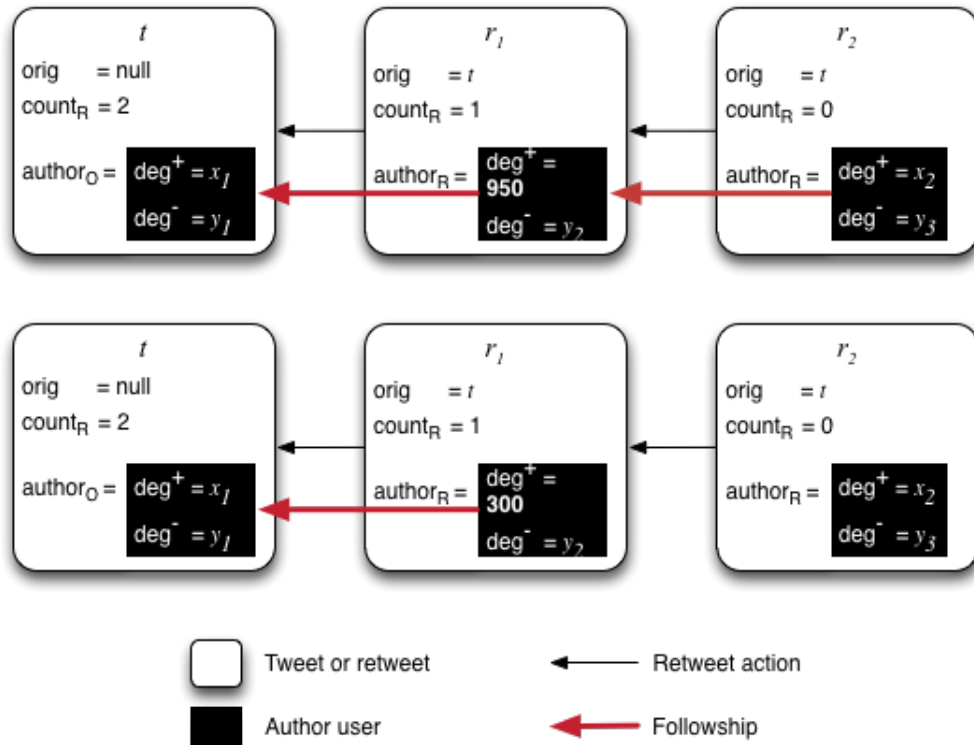 t
orig = null
count_R = 2
author_O =
deg^+ = x_1
deg^- = y_1
r_1
orig = t
count_R = 1
author_R =
deg^+ =
950
deg^- = y_2
r_2
orig = t
count_R = 0
author_R =
deg^+ = x_2
deg^- = y_3
t
orig = null
count_R = 2
author_O =
deg^+ = x_1
deg^- = y_1
r_1
orig = t
count_R = 1
author_R =
deg^+ =
300
deg^- = y_2
r_2
orig = t
count_R = 0
author_R =
deg^+ = x_2
deg^- = y_3
Tweet or retweet
Retweet action
Author user
Followship